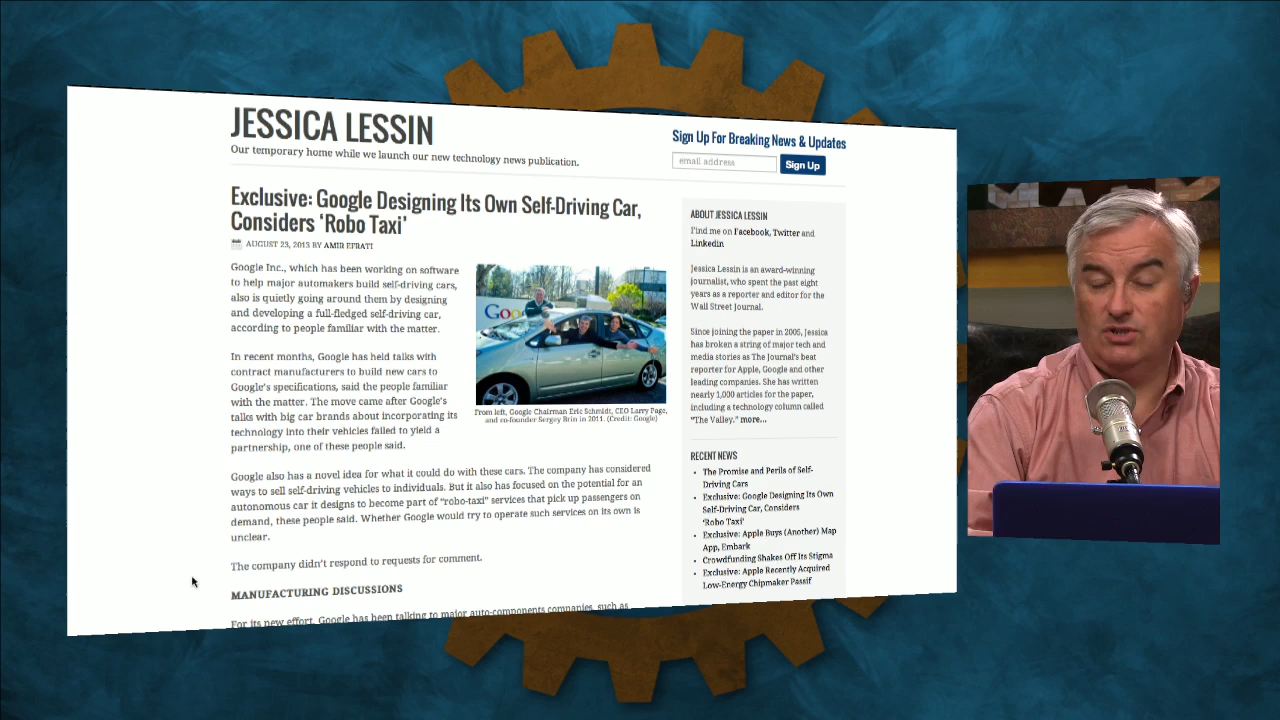 JESSICA LESSIN
Our temporary home while we launch our new technology news publication.
Sign Up For Breaking News & Updates
email address
Sign Up
Exclusive: Google Designing Its Own Self-Driving Car,
Considers ‘Robo Taxi’
AUGUST 23, 2013 BY AMIR EFRATI
Google Inc., which has been working on software
to help major automakers build self-driving cars,
also is quietly going around them by designing
and developing a full-fledged self-driving car,
according to people familiar with the matter.
In recent months, Google has held talks with
contract manufacturers to build new cars to
Google's specifications, said the people familiar
with the matter. The move came after Google's
talks with big car brands about incorporating its
technology into their vehicles failed to yield a
partnership, one of these people said.
Goo
From left, Google Chairman Eric Schmidt, CEO Larry Page,
and co-founder Sergey Brin in 2011. (Credit: Google)
Google also has a novel idea for what it could do with these cars. The company has considered
ways to sell self-driving vehicles to individuals. But it also has focused on the potential for an
autonomous car it designs to become part of “robo-taxi” services that pick up passengers on
demand, these people said. Whether Google would try to operate such services on its own is
unclear.
The company didn't respond to requests for comment.
MANUFACTURING DISCUSSIONS
For its new effort, Google has been talking to major auto-components companies, such as
ABOUT JESSICA LESSIN
Find me on Facebook, Twitter and
Linkedin
Jessica Lessin is an award-winning
journalist, who spent the past eight
years as a reporter and editor for the
Wall Street Journal.
Since joining the paper in 2005, Jessica
has broken a string of major tech and
media stories as The Journal's beat
reporter for Apple, Google and other
leading companies. She has written
nearly 1,000 articles for the paper,
including a technology column called
“The Valley.” more...
RECENT NEWS
The Promise and Perils of Self-
Driving Cars
Exclusive: Google Designing Its Own
Self-Driving Car, Considers
‘Robo Taxi’
Exclusive: Apple Buys (Another) Map
App, Embark
Crowdfunding Shakes Off Its Stigma
Exclusive: Apple Recently Acquired
Low-Energy Chipmaker Passif